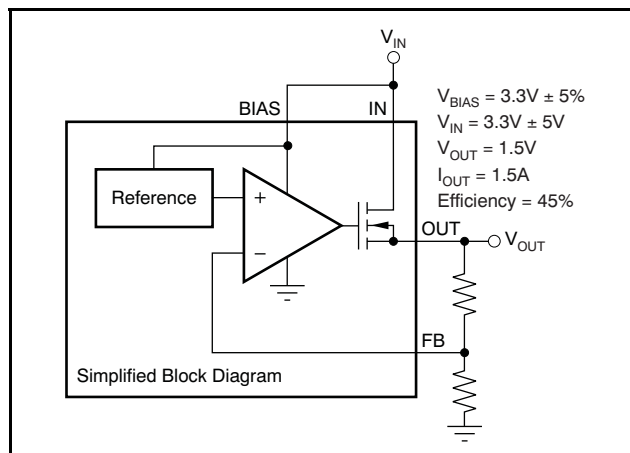 V_IN
BIAS
IN
V_BIAS = 3.3V ± 5%
V_IN = 3.3V ± 5V
V_OUT = 1.5V
I_OUT = 1.5A
Efficiency = 45%
Reference
+
−
OUT
V_OUT
FB
Simplified Block Diagram